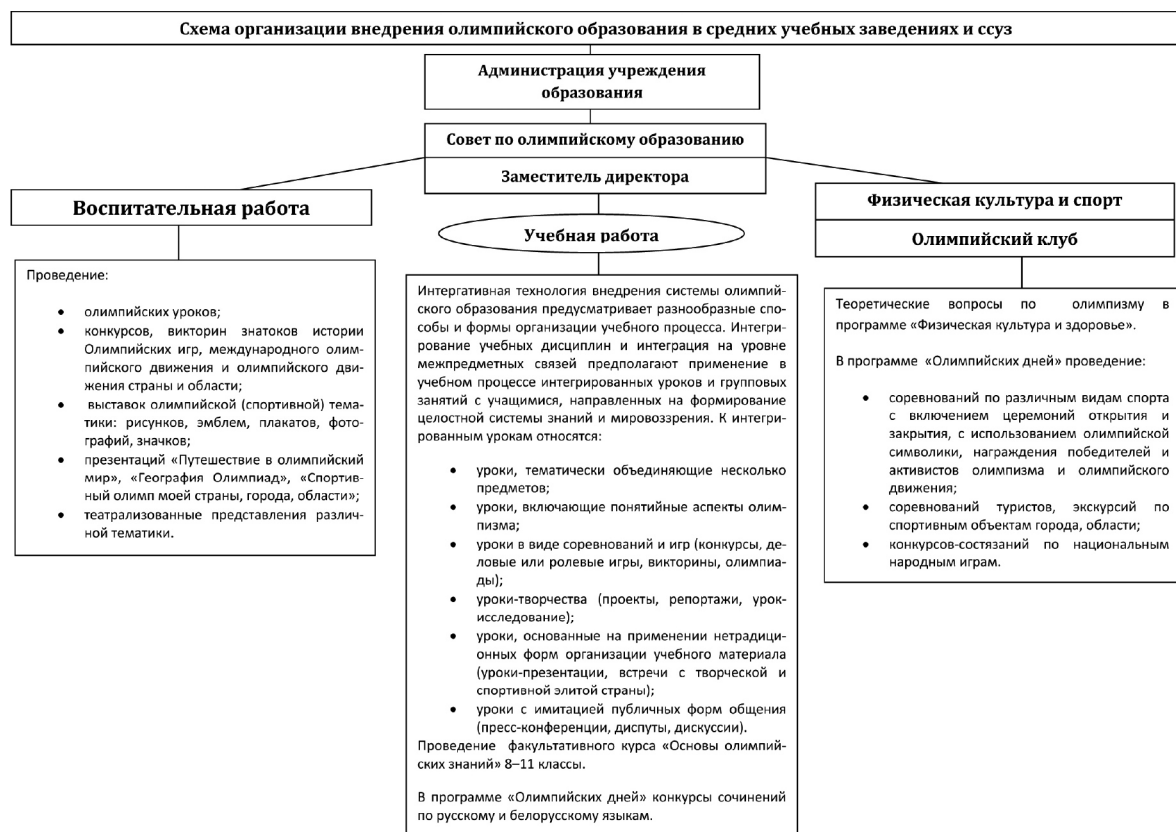 Схема организации внедрения олимпийского образования в средних учебных заведениях и ссуз
Администрация учреждения
образования
Совет по олимпийскому образованию
Заместитель директора
Воспитательная работа
Проведение:
• олимпийских уроков;
• конкурсов, викторин знатоков истории
Олимпийских игр, международного олим-
пийского движения и олимпийского дви-
жения страны и области;
• выставок олимпийской (спортивной) тема-
тики: рисунков, эмблем, плакатов, фото-
графий, значков;
• презентаций «Путешествие в олимпийский
мир», «География Олимпиад», «Спортив-
ный олимп моей страны, города, области»;
• театрализованные представления различ-
ной тематики.
Учебная работа
Интергативная технология внедрения системы олимпий-
ского образования предусматривает разнообразные спо-
собы и формы организации учебного процесса. Интегри-
рование учебных дисциплин и интеграция на уровне
межпредметных связей предполагают применение в
учебном процессе интегрированных уроков и групповых
занятий с учащимися, направленных на формирование
целостной системы знаний и мировоззрения. К интегри-
рованным урокам относятся:
• уроки, тематически объединяющие несколько
предметов;
• уроки, включающие понятийные аспекты олим-
пизма;
• уроки в виде соревнований и игр (конкурсы, де-
ловые или ролевые игры, викторины, олимпиа-
ды);
• уроки-творчества (проекты, репортажи, урок-
исследование);
• уроки, основанные на применении нетрадици-
онных форм организации учебного материала
(уроки-презентации, встречи с творческой и
спортивной элитой страны);
• уроки с имитацией публичных форм общения
(пресс-конференции, диспуты, дискуссии).
Проведение факультативного курса «Основы олимпий-
ских знаний» 8–11 классы.
В программе «Олимпийских дней» конкурсы сочинений
по русскому и белорусскому языкам.
Физическая культура и спорт
Олимпийский клуб
Теоретические вопросы по олимпизму в
программе «Физическая культура и здоровье».
В программе «Олимпийских дней» проведение:
• соревнований по различным видам спорта
с включением церемоний открытия и
закрытия, с использованием олимпийской
символики, награждения победителей и
активистов олимпизма и олимпийского
движения;
• соревнований туристов, экскурсий по
спортивным объектам города, области;
• конкурсов-состязаний по национальным
народным играм.